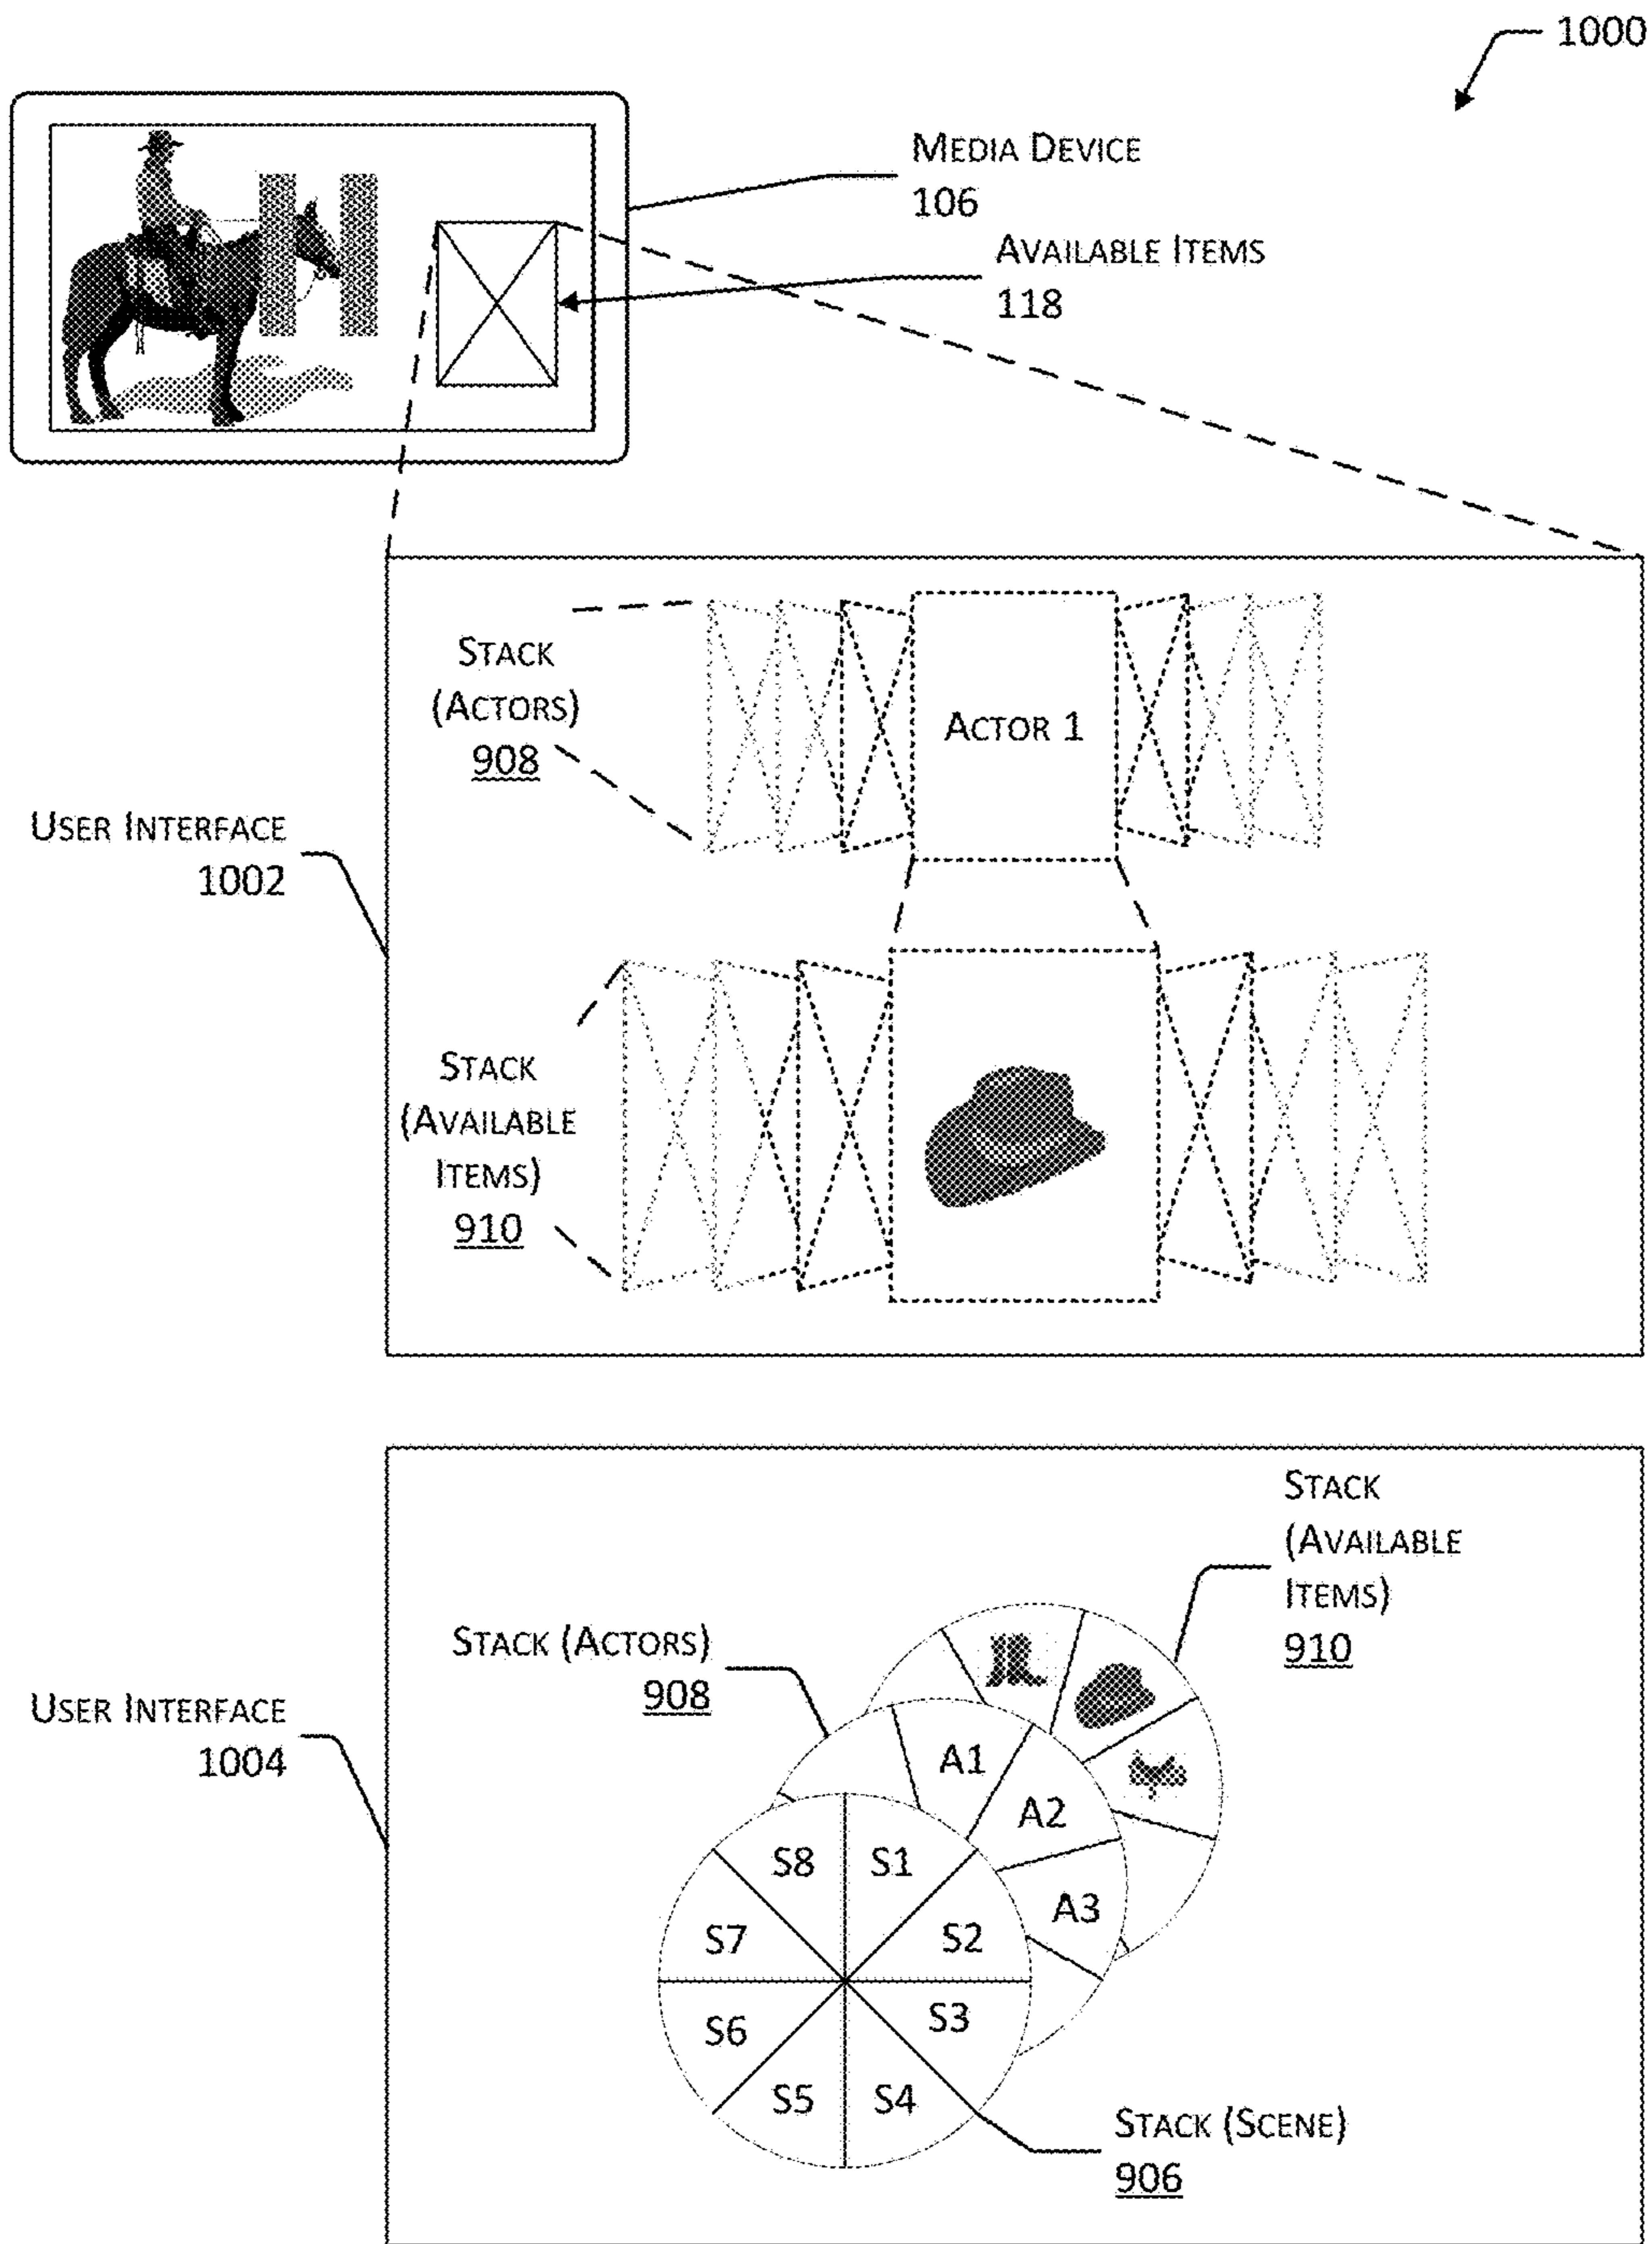 1000
MEDIA DEVICE
106
AVAILABLE ITEMS
118
STACK
(ACTORS)
908
ACTOR 1
USER INTERFACE
1002
STACK
(AVAILABLE
ITEMS)
910
STACK
(AVAILABLE
ITEMS)
910
STACK (ACTORS)
908
USER INTERFACE
1004
A1
A2
A3
S8
S1
S7
S2
S6
S3
S5
S4
STACK (SCENE)
906